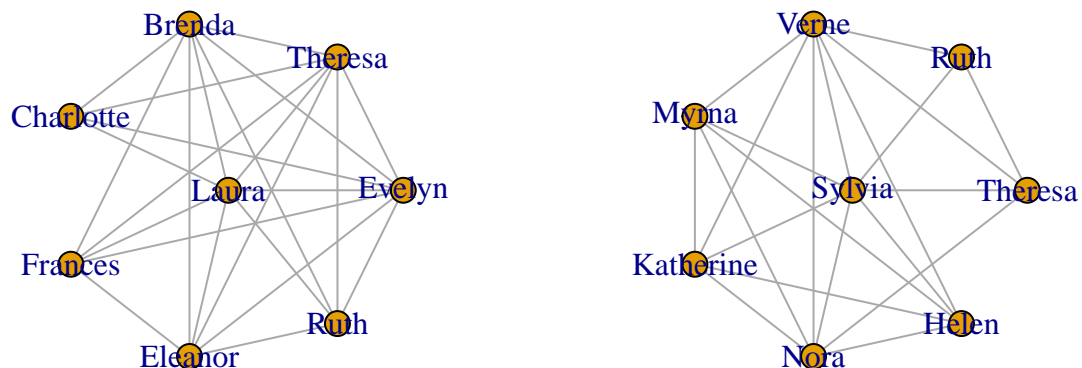 Brenda
Theresa
Charlotte
Laura
Evelyn
Frances
Ruth
Eleanor
Verne
Ruth
Myrna
Sylvia
Theresa
Katherine
Helen
Nora